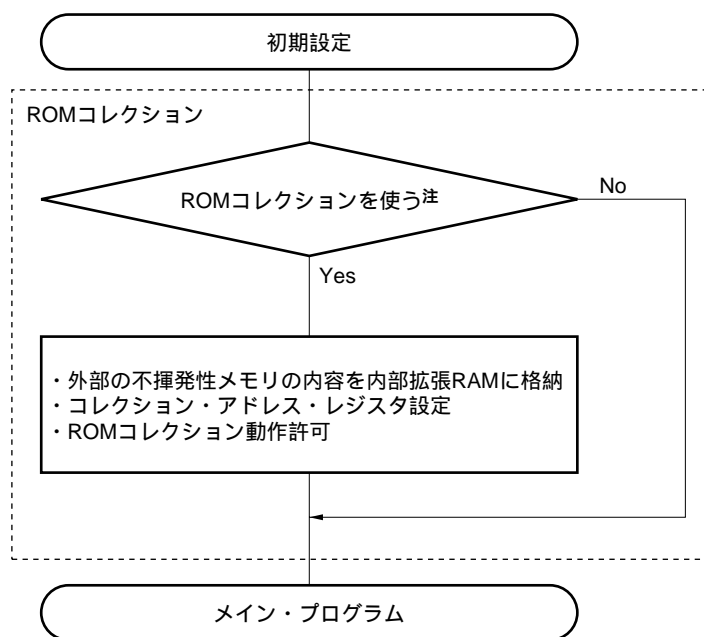 初期設定
ROMコレクション
ROMコレクションを使う注
No
Yes
・外部の不揮発性メモリの内容を内部拡張RAMに格納
・コレクション・アドレス・レジスタ設定
・ROMコレクション動作許可
メイン・プログラム